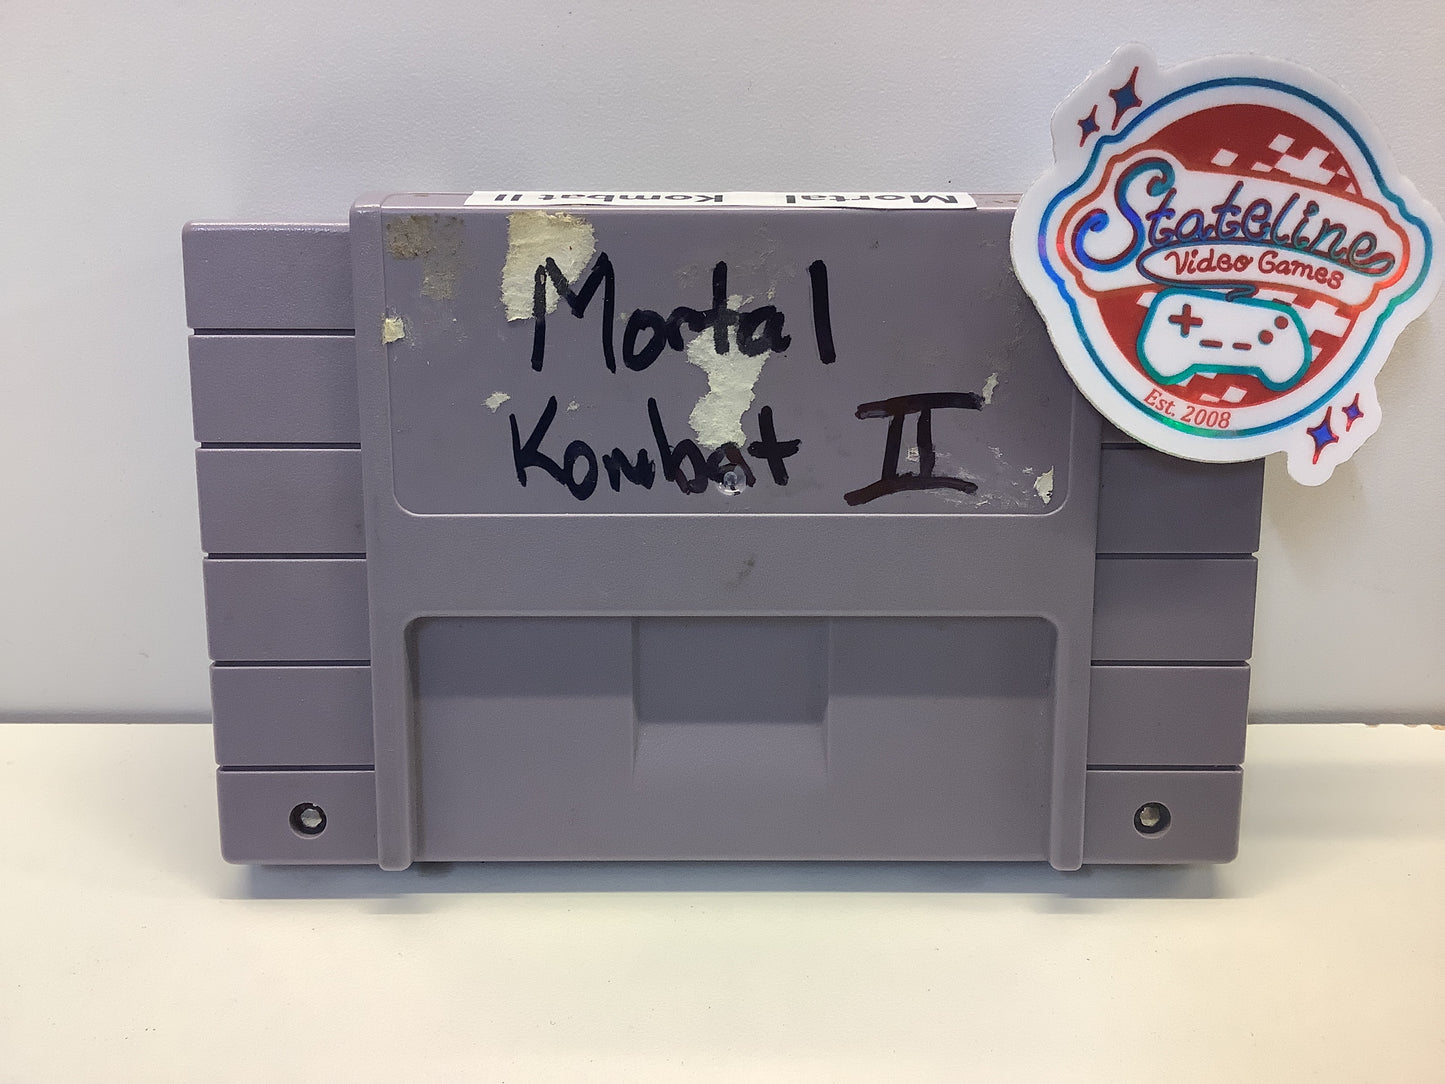 Mortal Kombat II
Mortal
Kombat II
Stateline
Video Games
Est. 2008